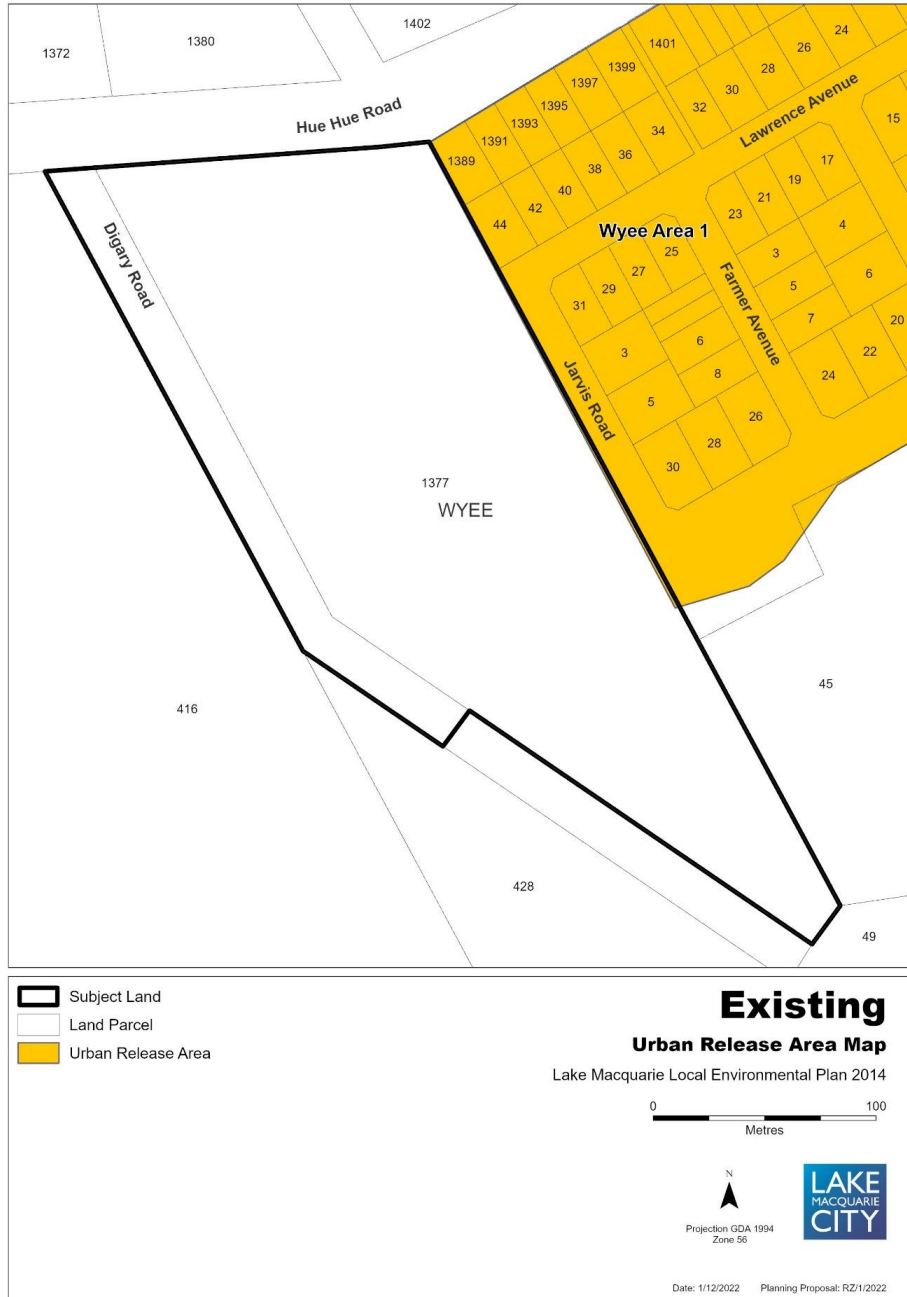 1402
1380
1372
1401
24
26
28
30
32
1399
1397
1395
1393
1391
1389
Hue Hue Road
Lawrence Avenue
15
34
36
38
40
42
44
17
19
21
23
Wyee Area 1
25
27
29
31
Digary Road
4
3
5
6
7
Farmer Avenue
20
22
24
3
6
8
5
Jarvis Road
26
28
30
1377
WYEE
45
416
428
49
Subject Land
Land Parcel
Urban Release Area
Existing
Urban Release Area Map
Lake Macquarie Local Environmental Plan 2014
0 100
Metres
N
Projection GDA 1994
Zone 56
LAKE
MACQUARIE
CITY
Date: 1/12/2022 Planning Proposal: RZ/1/2022